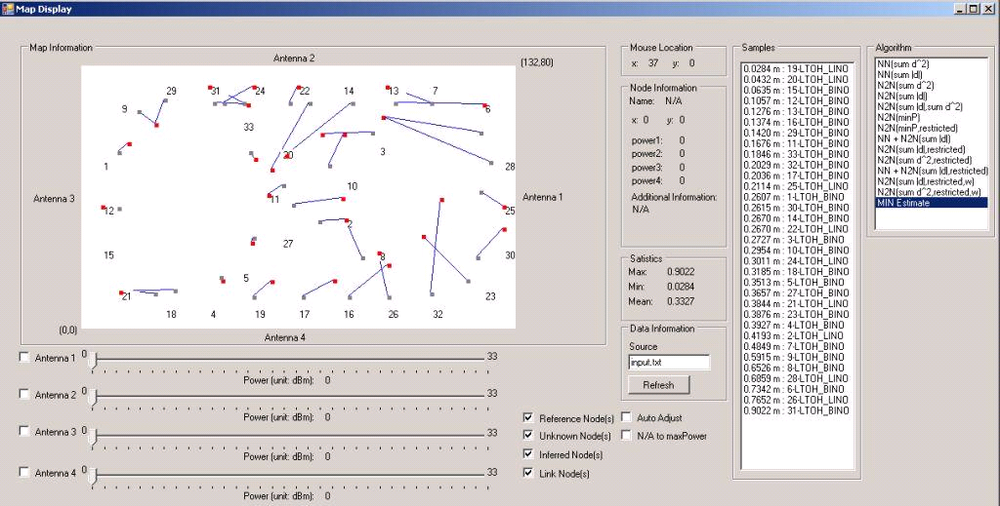 Map Display
Map Information
Antenna 2
(132,80)
29
31
24
22
14
13
7
9
6
33
1
20
3
28
Antenna 3
12
11
10
25
Antenna 1
2
27
15
8
30
5
21
23
18
4
19
17
16
26
32
(0,0)
Antenna 4
Antenna 1
0
33
Power (unit: dBm): 0
Antenna 2
0
33
Power (unit: dBm): 0
Antenna 3
0
33
Power (unit: dBm): 0
Antenna 4
0
33
Power (unit: dBm): 0
Reference Node(s)
Unknown Node(s)
Inferred Node(s)
Link Node(s)
Auto Adjust
N/A to maxPower
Mouse Location
x: 37 y: 0
Node Information
Name: N/A
x: 0 y: 0
power1: 0
power2: 0
power3: 0
power4: 0
Additional Information:
N/A
Satistics
Max: 0.9022
Min: 0.0284
Mean: 0.3327
Data Information
Source
input.txt
Refresh
Samples
0.0284 m : 19-LTOH_LINO
0.0432 m : 20-LTOH_LINO
0.0635 m : 15-LTOH_BINO
0.1057 m : 12-LTOH_BINO
0.1276 m : 13-LTOH_BINO
0.1374 m : 16-LTOH_BINO
0.1420 m : 29-LTOH_BINO
0.1676 m : 11-LTOH_BINO
0.1846 m : 33-LTOH_BINO
0.2029 m : 32-LTOH_BINO
0.2036 m : 17-LTOH_BINO
0.2114 m : 25-LTOH_LINO
0.2607 m : 1-LTOH_BINO
0.2615 m : 30-LTOH_BINO
0.2670 m : 14-LTOH_BINO
0.2670 m : 22-LTOH_BINO
0.2727 m : 3-LTOH_BINO
0.2954 m : 10-LTOH_BINO
0.3011 m : 24-LTOH_LINO
0.3185 m : 18-LTOH_BINO
0.3513 m : 5-LTOH_BINO
0.3657 m : 27-LTOH_BINO
0.3844 m : 21-LTOH_LINO
0.3876 m : 23-LTOH_BINO
0.3927 m : 4-LTOH_BINO
0.4193 m : 2-LTOH_BINO
0.4849 m : 7-LTOH_BINO
0.5915 m : 9-LTOH_BINO
0.6526 m : 8-LTOH_BINO
0.6859 m : 28-LTOH_LINO
0.7342 m : 6-LTOH_BINO
0.7652 m : 26-LTOH_LINO
0.9022 m : 31-LTOH_BINO
Algorithm
NN(sum d^2)
NN(sum |d|)
N2N(sum d^2)
N2N(sum |d|)
N2N(sum |d|,sum d^2)
N2N(minP)
N2N(minP,restricted)
NN + N2N(sum |d|)
N2N(sum |d|,restricted)
N2N(sum d^2,restricted)
NN + N2N(sum |d|,restricted)
N2N(sum |d|,restricted,w)
N2N(sum d^2,restricted,w)
MIN Estimate